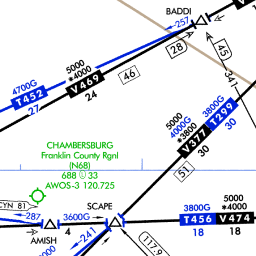 BADDI
257
28
45
341
5000
*4000
4700G
V469
T452
46
24
27
5000
*3800
4000G
3800G
T299
V377
30
30
51
CHAMBERSBURG
Franklin County Rgnl
(N68)
688 Ⓛ 33
AWOS-3 120.725
CYN 81
287
3600G
SCAPE
AMISH
4
241
117.9
3800G
5000
*4000
T456 V474
18 18